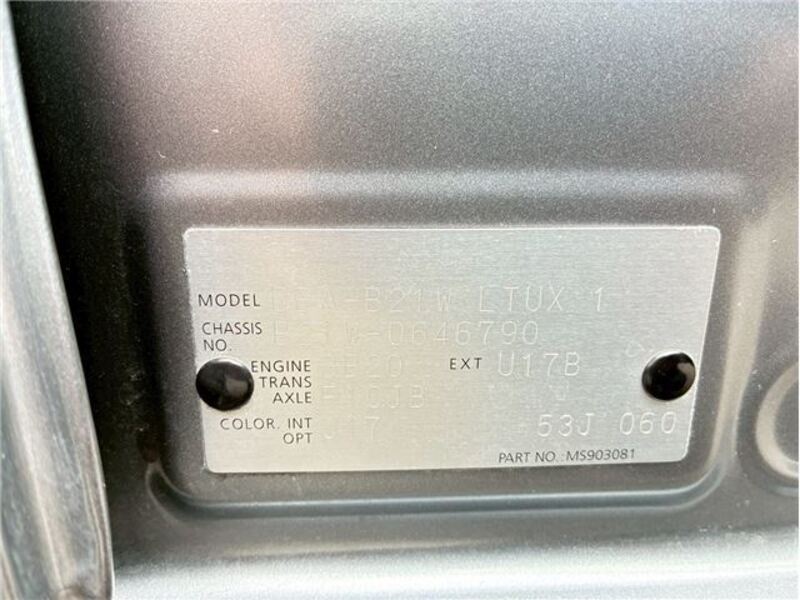 MODEL B21W LTUX 1
CHASSIS
NO. 0646790
ENGINE EXT U17B
TRANS
AXLE
COLOR. INT 53J 060
OPT
PART NO.:MS903081